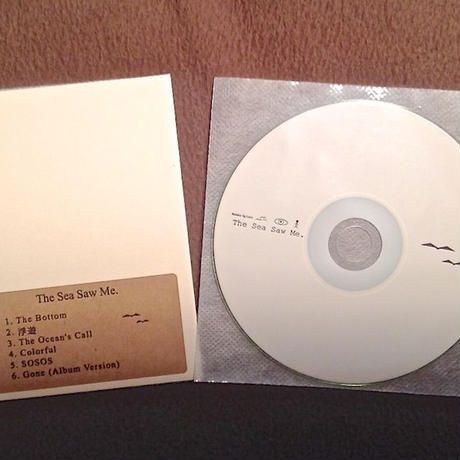 The Sea Saw Me.
1. The Bottom
2. 浮遊
3. The Ocean's Call
4. Colorful
5. SOSOS
6. Gone (Album Version)
The Sea Saw Me.